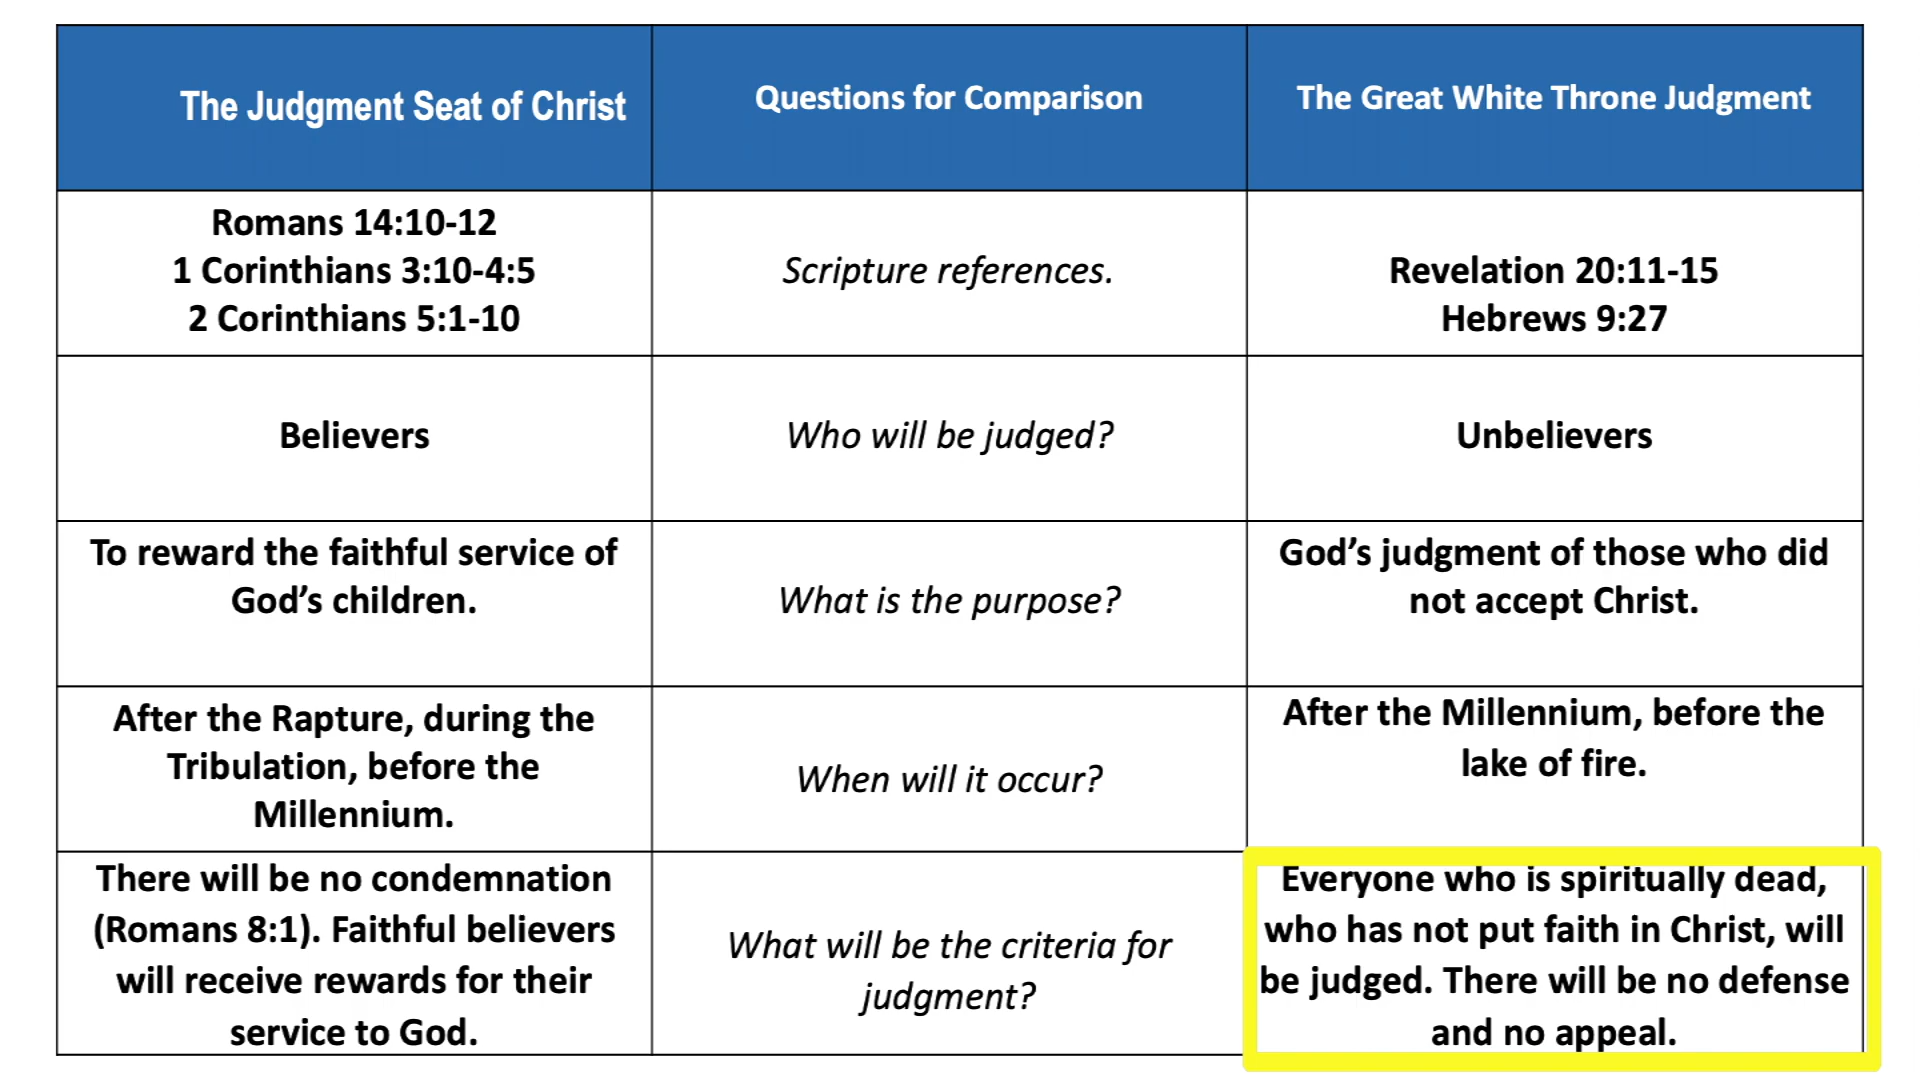 The Judgment Seat of Christ
Questions for Comparison
The Great White Throne Judgment
Romans 14:10-12
1 Corinthians 3:10-4:5
2 Corinthians 5:1-10
Scripture references.
Revelation 20:11-15
Hebrews 9:27
Believers
Who will be judged?
Unbelievers
To reward the faithful service of
God’s children.
What is the purpose?
God’s judgment of those who did
not accept Christ.
After the Rapture, during the
Tribulation, before the
Millennium.
When will it occur?
After the Millennium, before the
lake of fire.
There will be no condemnation
(Romans 8:1). Faithful believers
will receive rewards for their
service to God.
What will be the criteria for
judgment?
Everyone who is spiritually dead,
who has not put faith in Christ, will
be judged. There will be no defense
and no appeal.